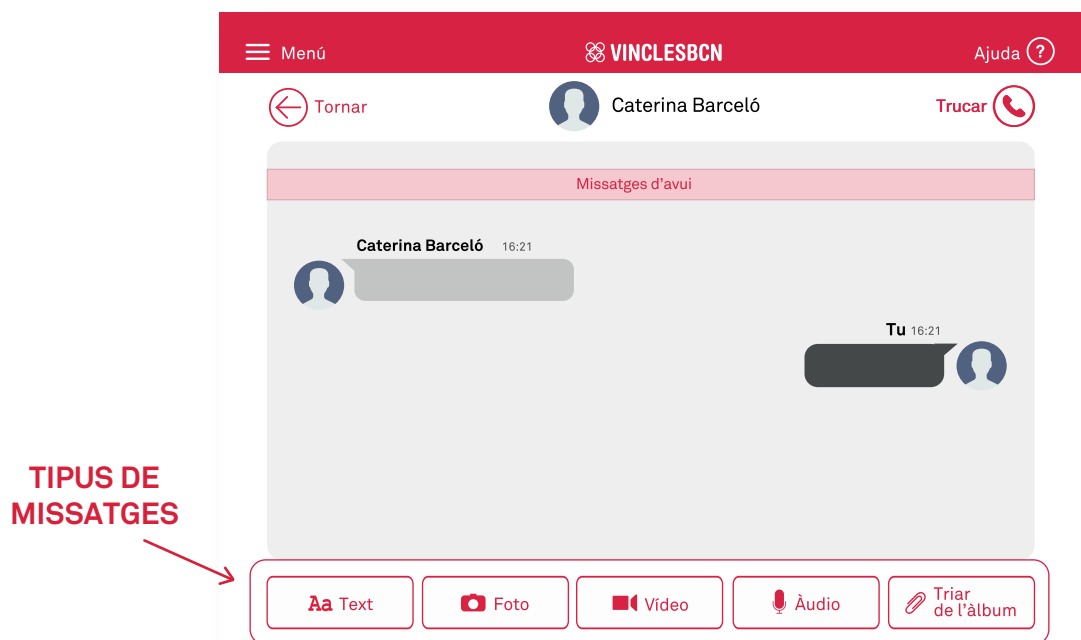 Menú
VINCLESBCN
Ajuda ?
Tornar
Caterina Barceló
Trucar
Missatges d'avui
Caterina Barceló 16:21
Tu 16:21
TIPUS DE
MISSATGES
Aa Text
Foto
Vídeo
Àudio
Triar
de l'àlbum